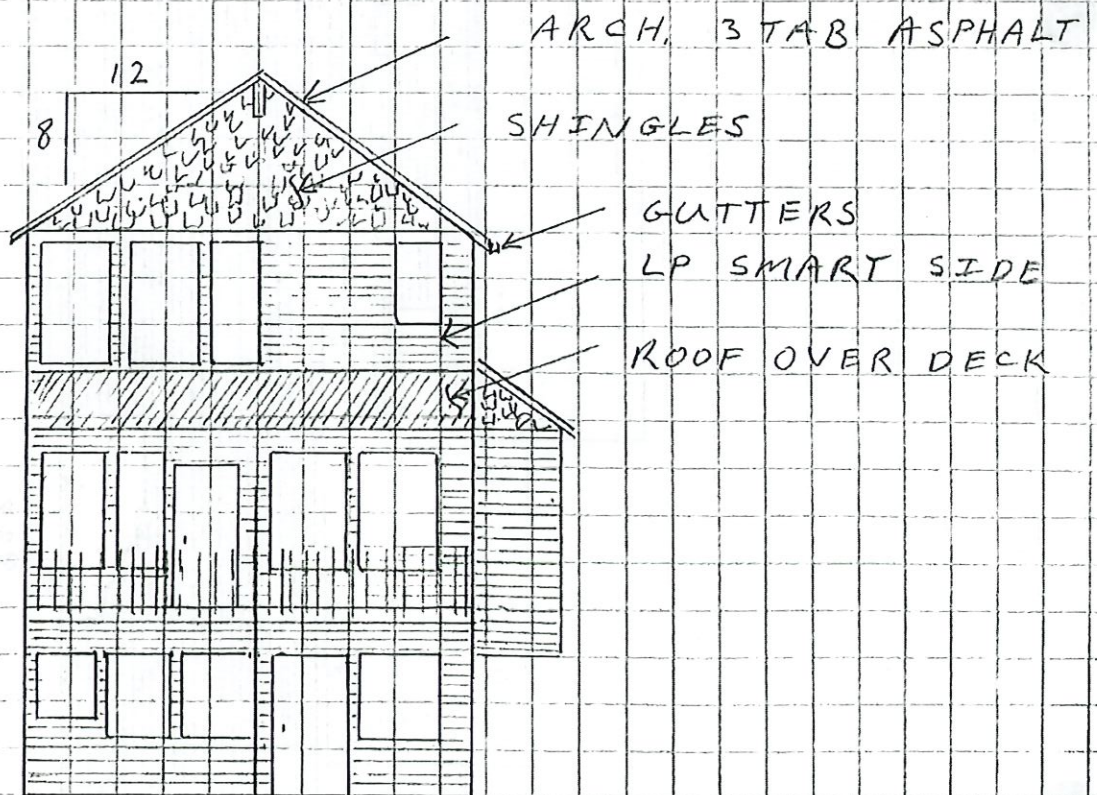 ARCH. 3 TAB ASPHALT
12
8
SHINGLES
GUTTERS
LP SMART SIDE
ROOF OVER DECK